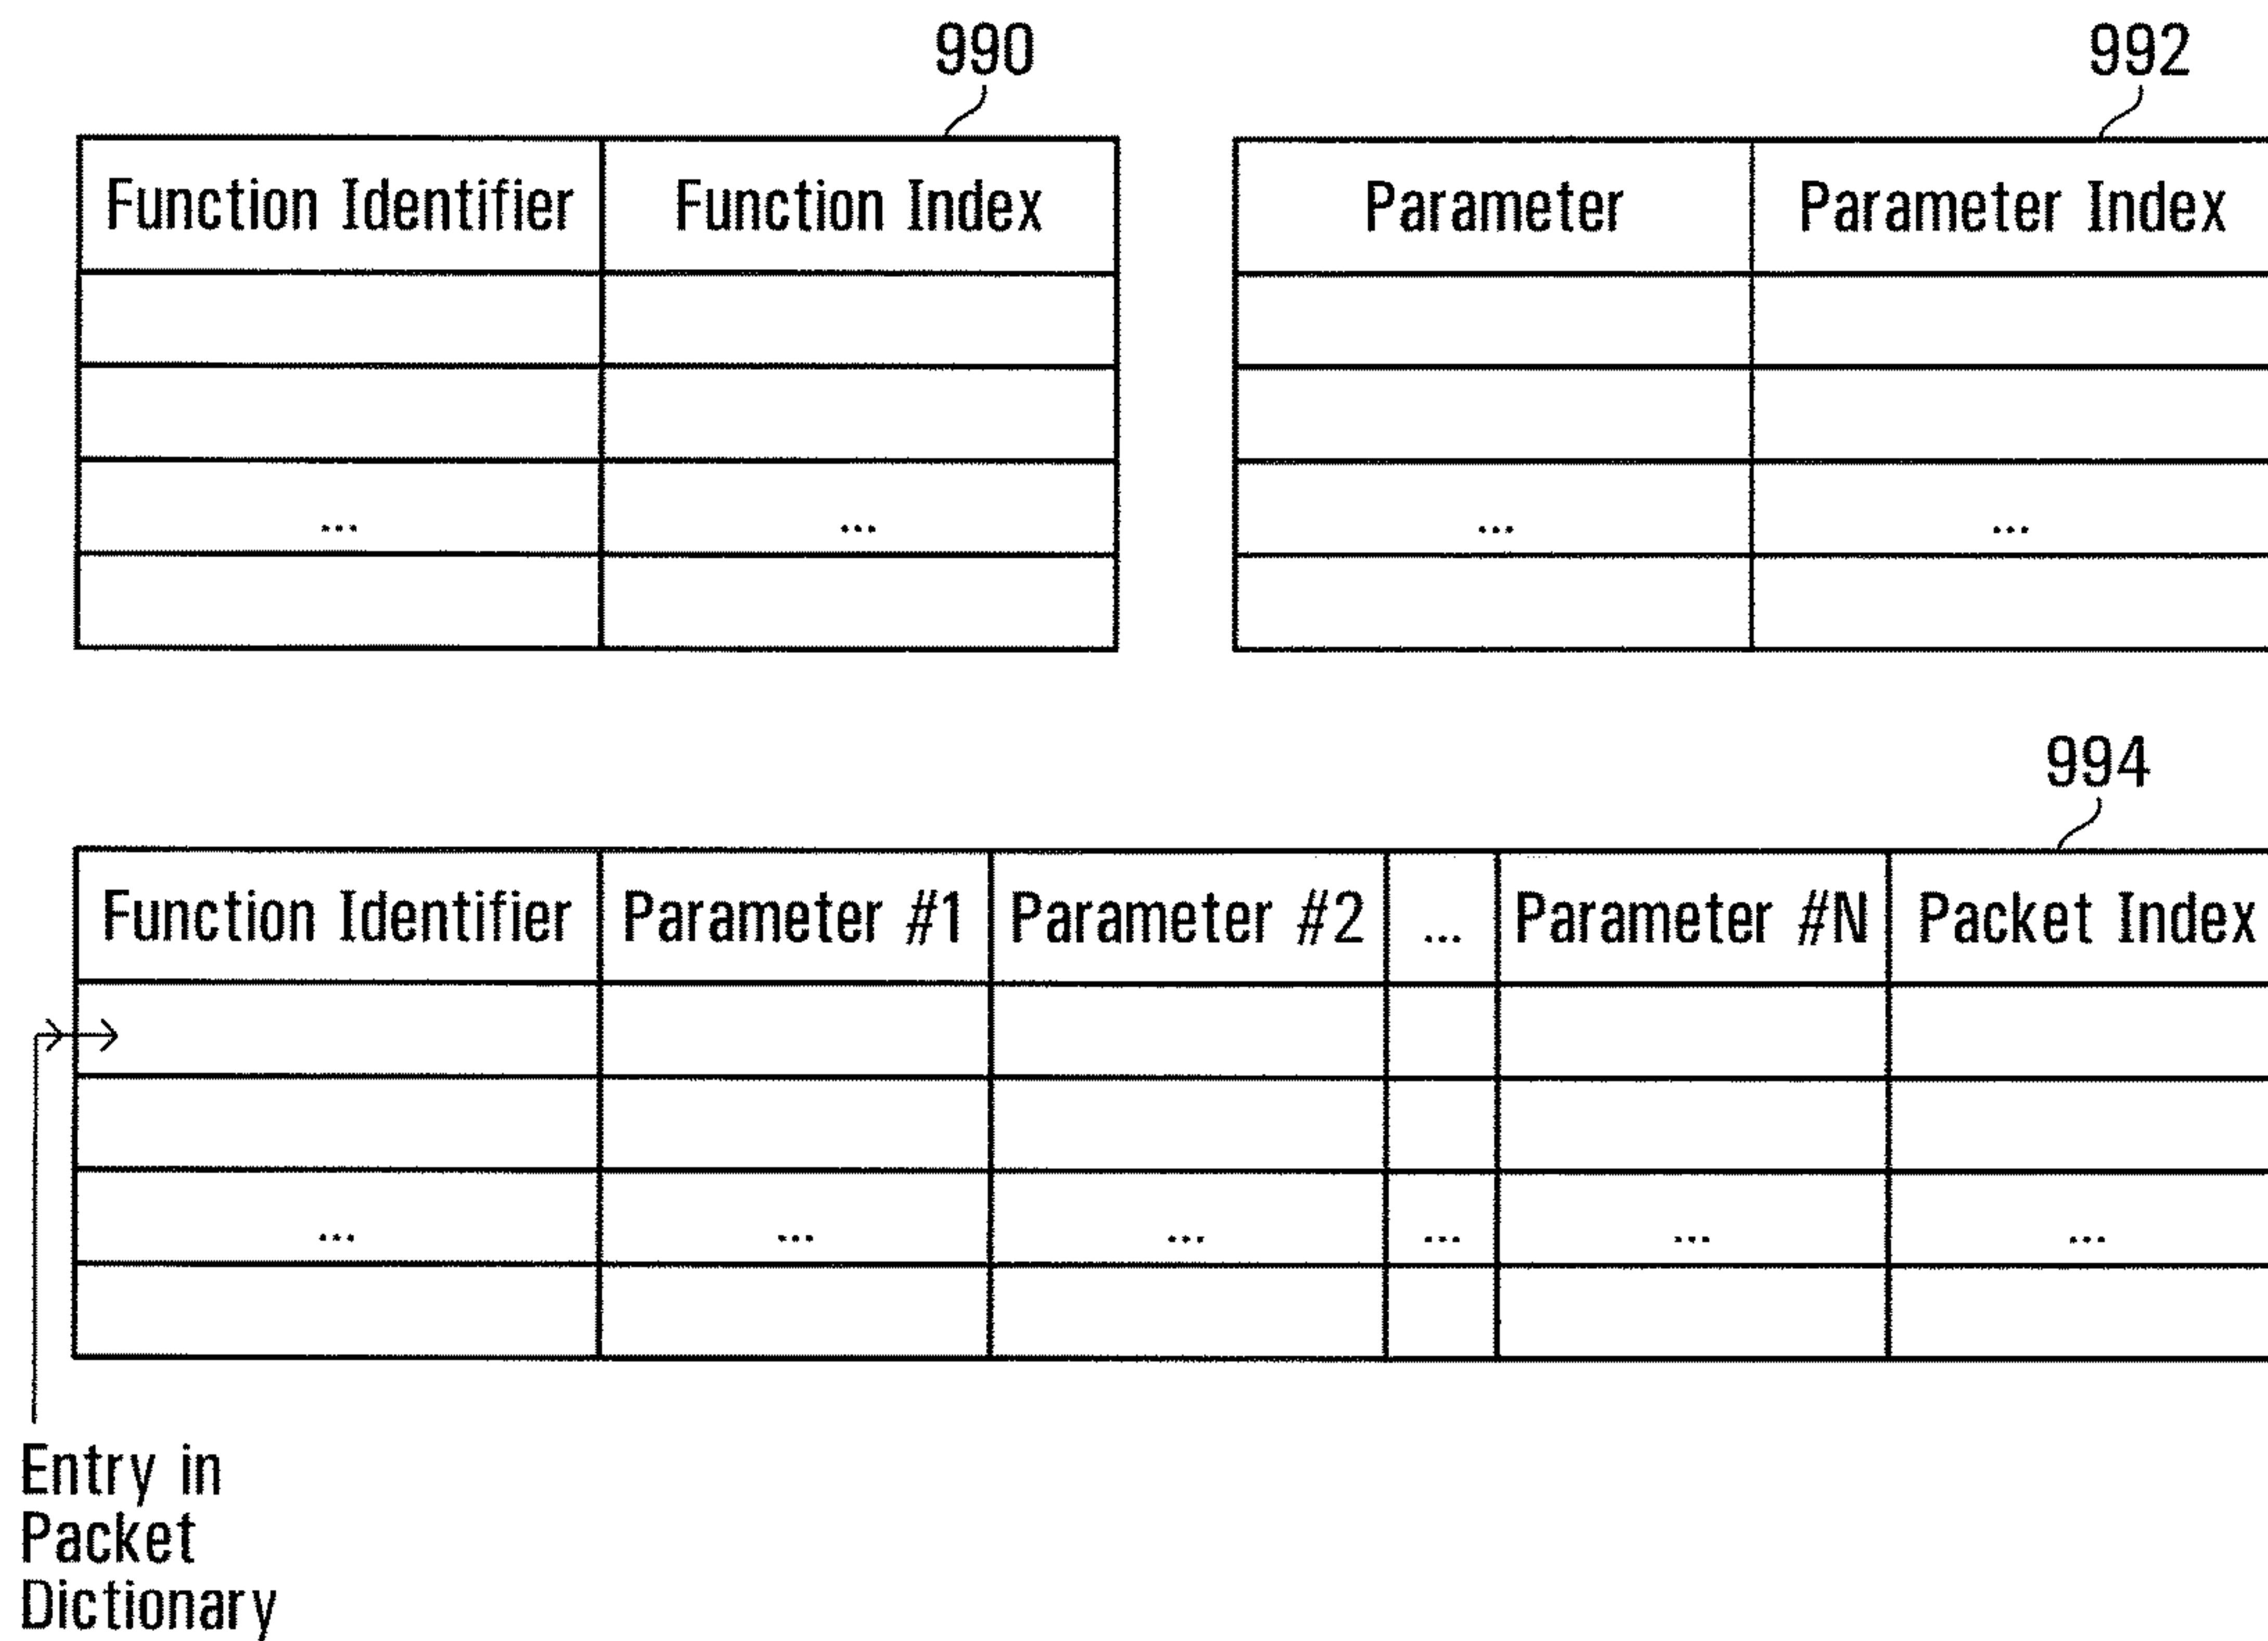 990
992
Function Identifier Function Index
Parameter Parameter Index
... ...
... ...
994
Function Identifier Parameter #1 Parameter #2 ... Parameter #N Packet Index
... ... ... ... ... ...
Entry in
Packet
Dictionary